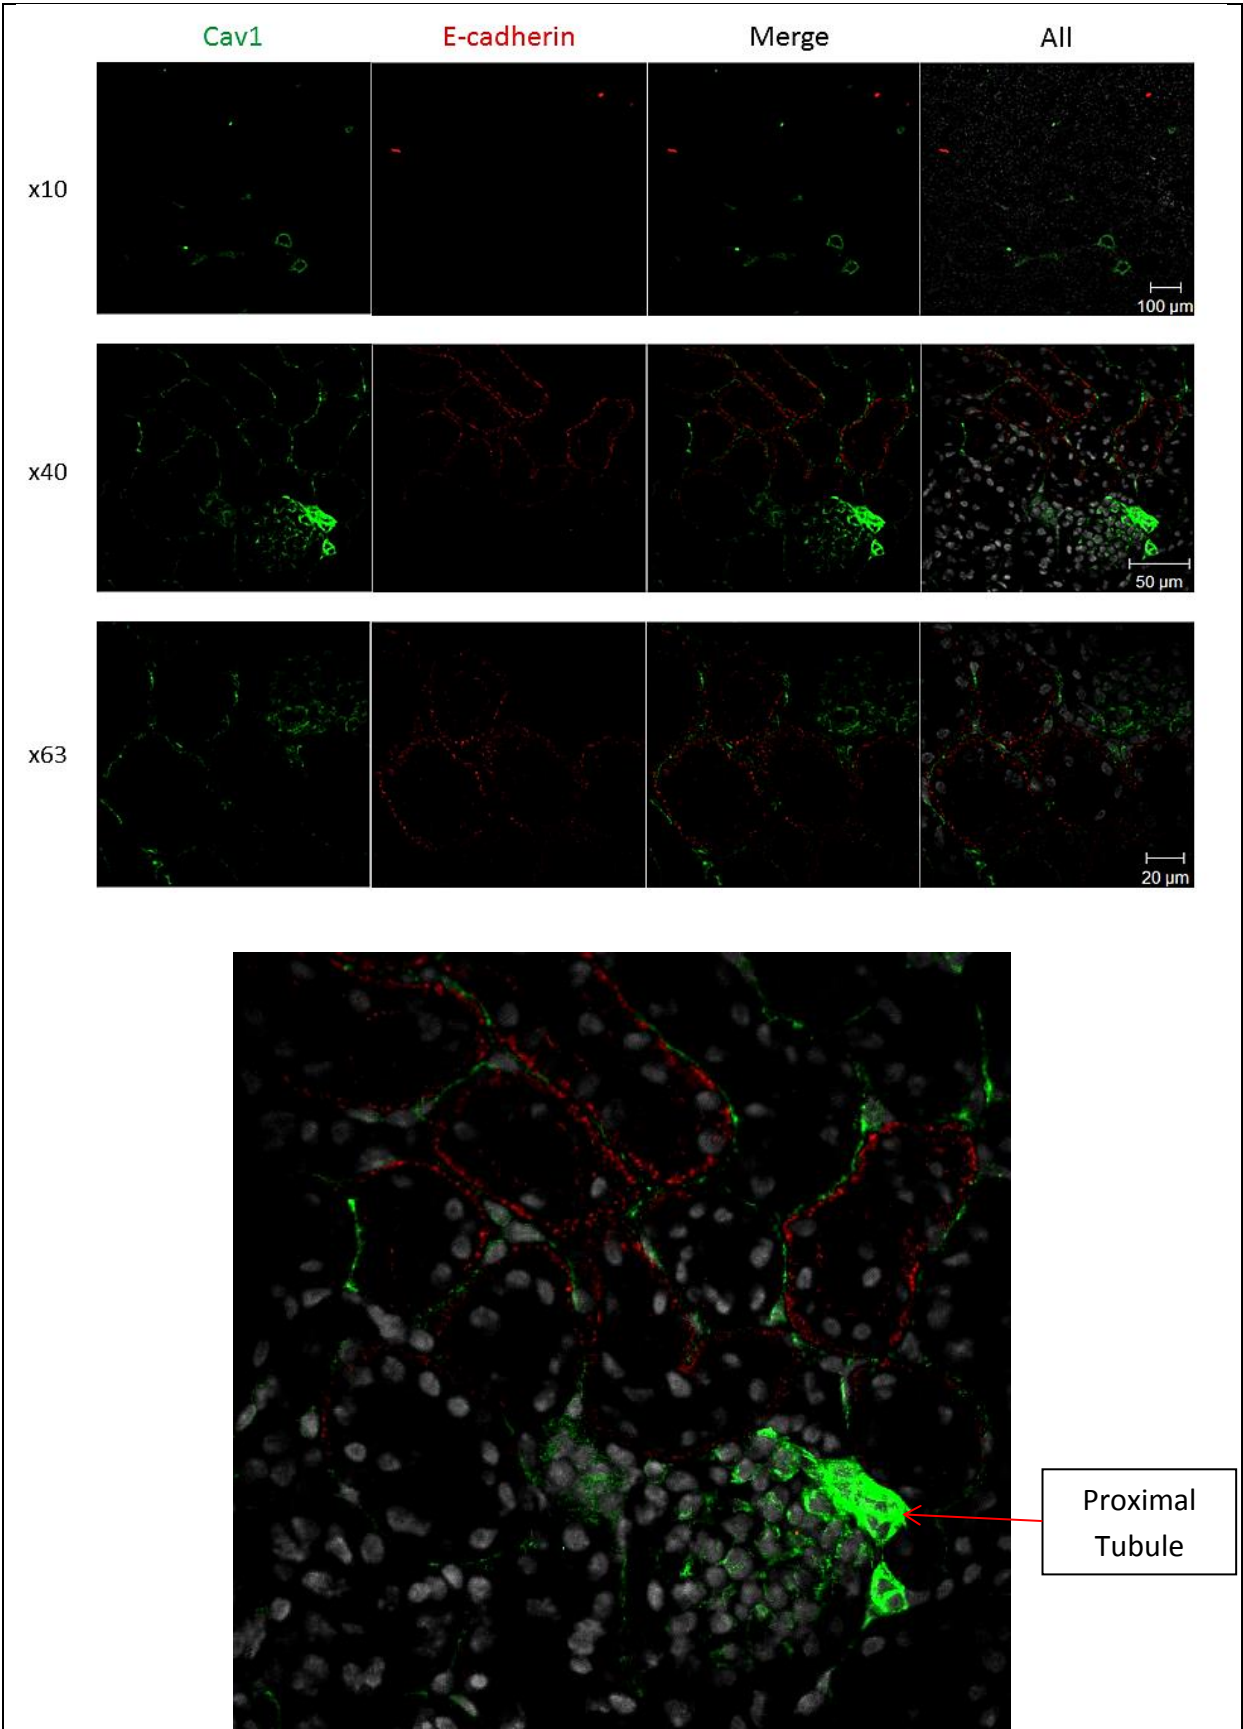 Cav1 E-cadherin Merge All
x10
100 µm
x40
50 µm
x63
20 µm
Proximal
Tubule